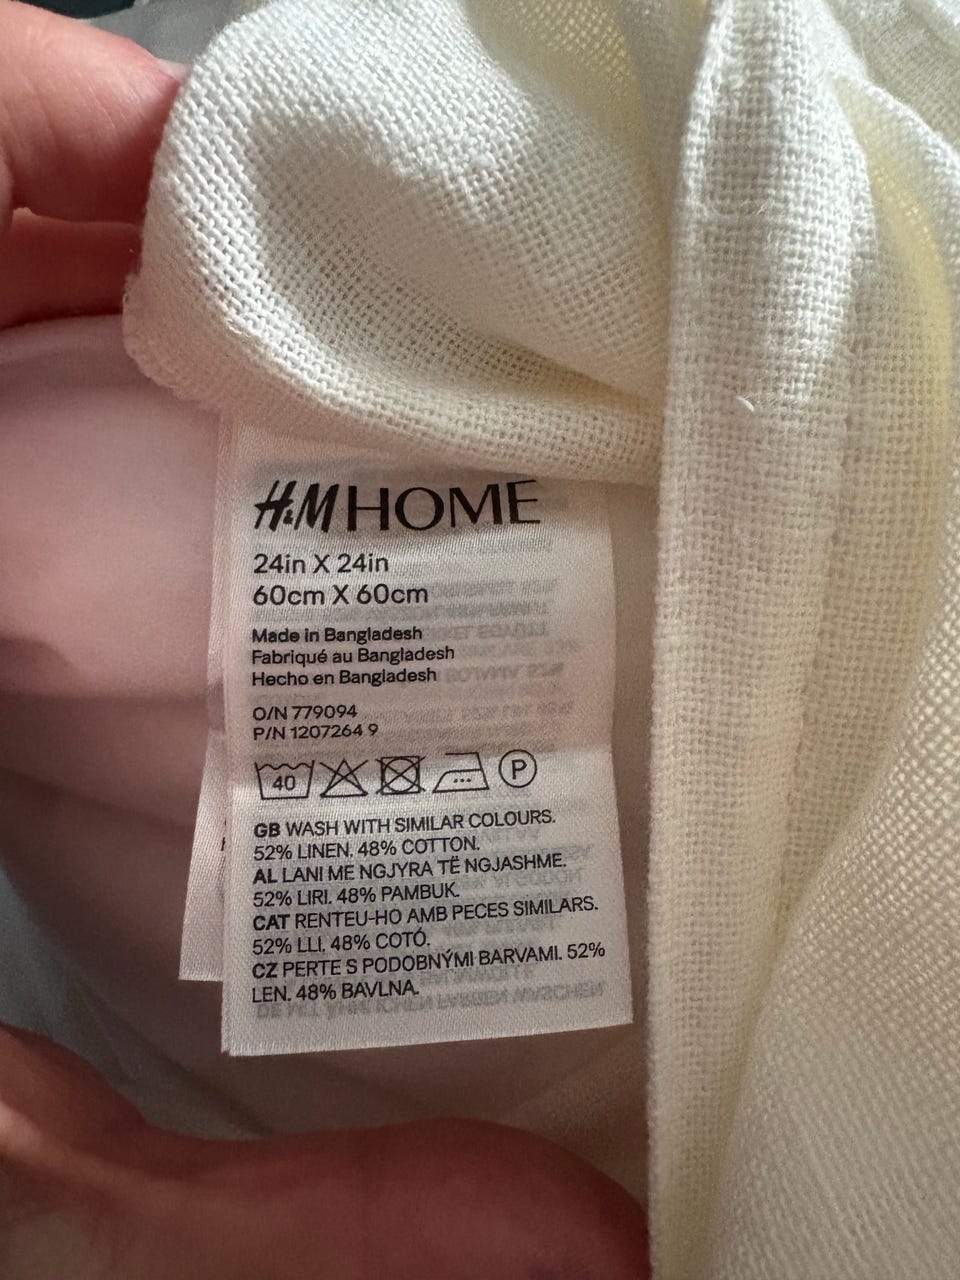 H&M HOME
24in X 24in
60cm X 60cm
Made in Bangladesh
Fabriqué au Bangladesh
Hecho en Bangladesh
O/N 779094
P/N 1207264 9
40 P
GB WASH WITH SIMILAR COLOURS.
52% LINEN. 48% COTTON.
AL LANI ME NGJYRA TË NGJASHME.
52% LIRI. 48% PAMBUK.
CAT RENTEU-HO AMB PECES SIMILARS.
52% LLI. 48% COTÓ.
CZ PERTE S PODOBNÝMI BARVAMI. 52%
LEN. 48% BAVLNA.